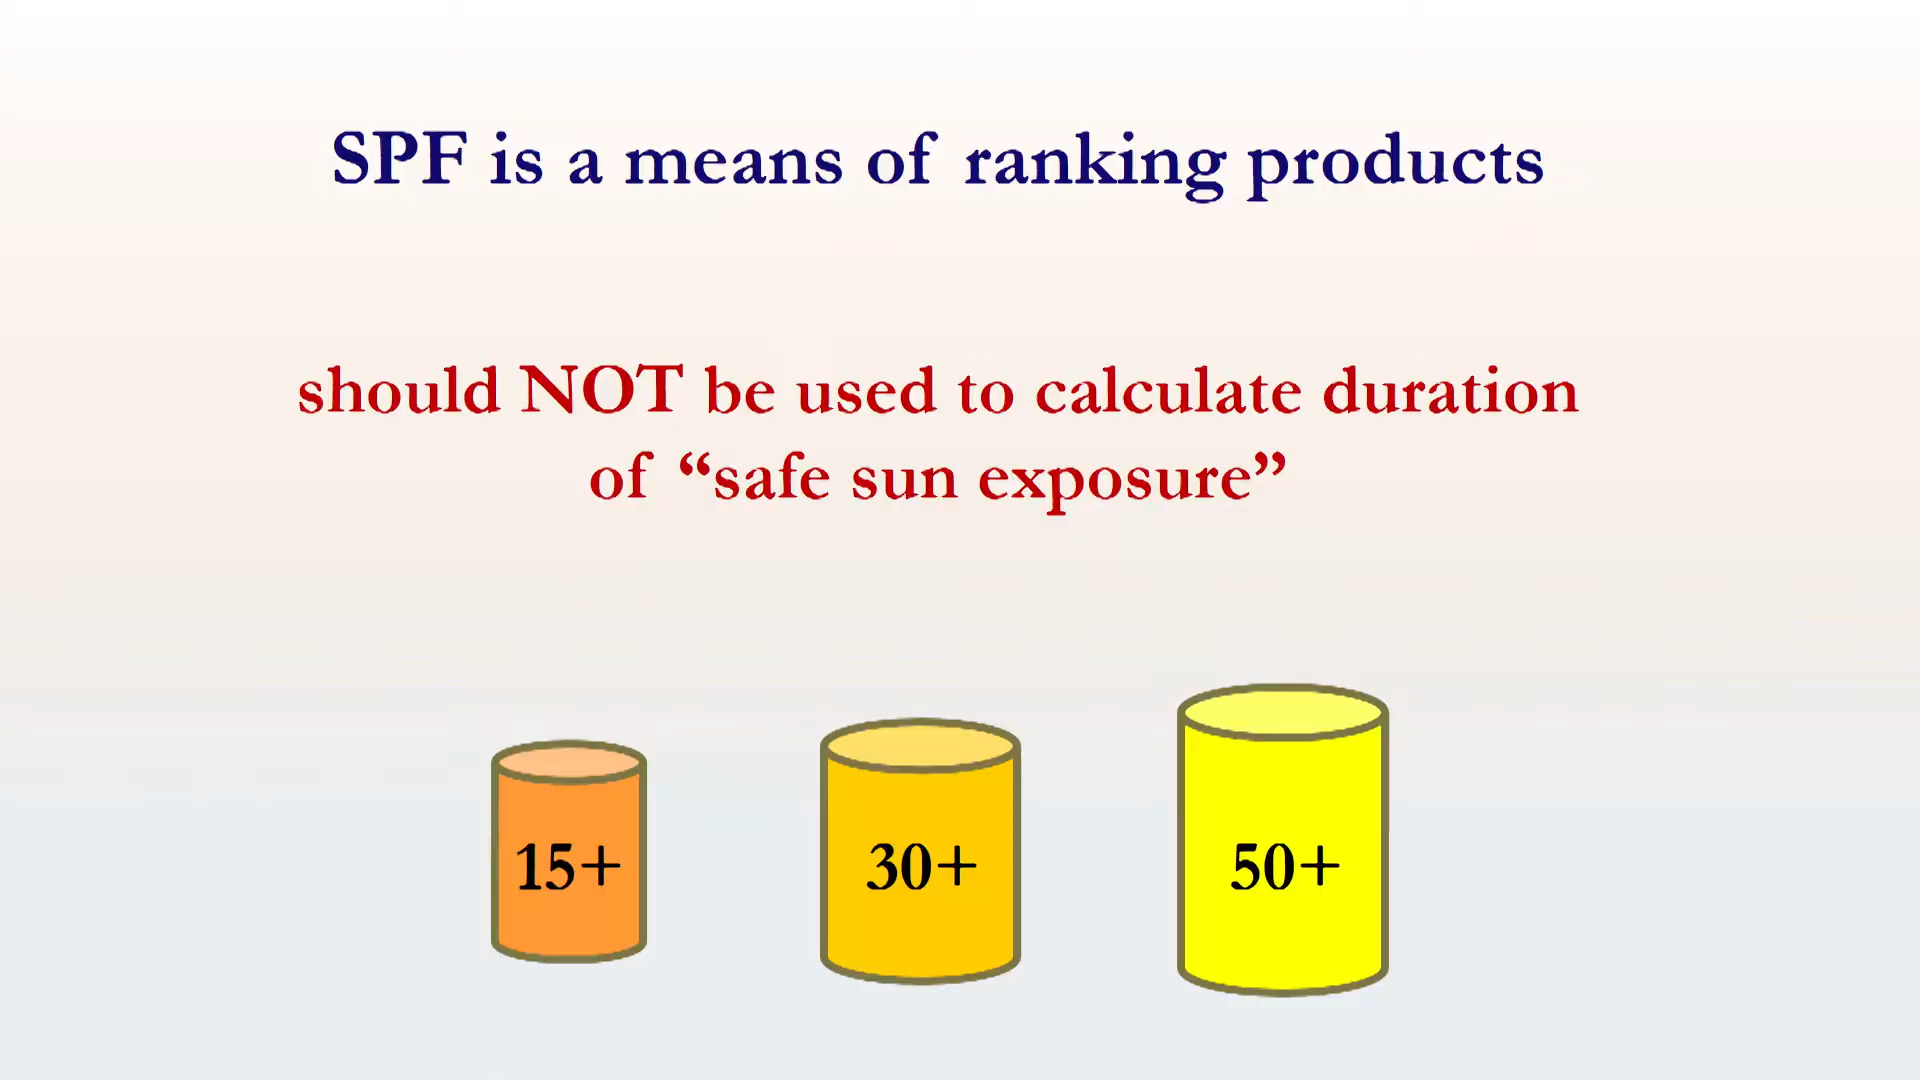 SPF is a means of ranking products
should NOT be used to calculate duration
of “safe sun exposure”
15+
30+
50+